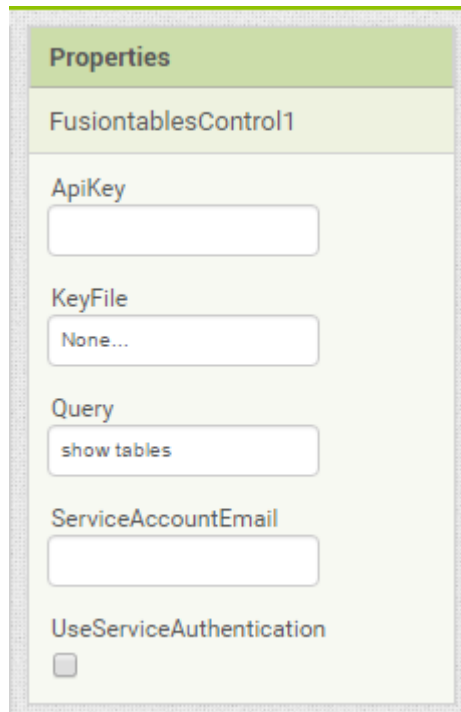 Properties
FusiontablesControl1
ApiKey
KeyFile
None...
Query
show tables
ServiceAccountEmail
UseServiceAuthentication